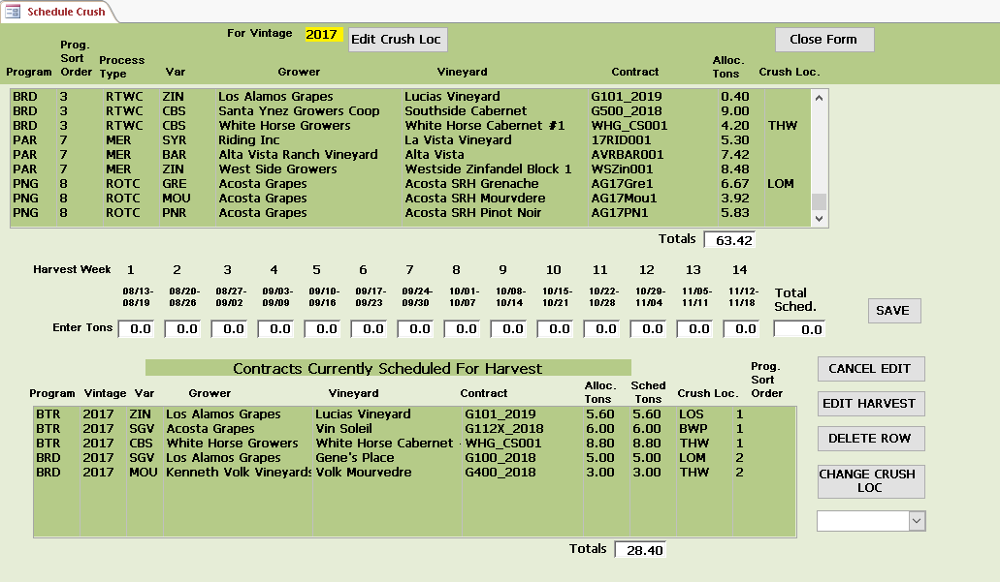 Schedule Crush
For Vintage 2017 Edit Crush Loc Close Form
Program Prog. Sort Order Process Type Var Grower Vineyard Contract Alloc. Tons Crush Loc.
BRD 3 RTWC ZIN Los Alamos Grapes Lucias Vineyard G101_2019 0.40
BRD 3 RTWC CBS Santa Ynez Growers Coop Southside Cabernet G500_2018 9.00
BRD 3 RTWC CBS White Horse Growers White Horse Cabernet #1 WHG_CS001 4.20 THW
PAR 7 MER SYR Riding Inc La Vista Vineyard 17RID001 5.30
PAR 7 MER BAR Alta Vista Ranch Vineyard Alta Vista AVRBAR001 7.42
PAR 7 MER ZIN West Side Growers Westside Zinfandel Block 1 WSZin001 8.48
PNG 8 ROTC GRE Acosta Grapes Acosta SRH Grenache AG17Gre1 6.67 LOM
PNG 8 ROTC MOU Acosta Grapes Acosta SRH Mourvdere AG17Mou1 3.92
PNG 8 ROTC PNR Acosta Grapes Acosta SRH Pinot Noir AG17PN1 5.83
Totals 63.42
Harvest Week 1 2 3 4 5 6 7 8 9 10 11 12 13 14
08/13- 08/20- 08/27- 09/03- 09/10- 09/17- 09/24- 10/01- 10/08- 10/15- 10/22- 10/29- 11/05- 11/12- Total
08/19 08/26 09/02 09/09 09/16 09/23 09/30 10/07 10/14 10/21 10/28 11/04 11/11 11/18 Sched.
SAVE
Enter Tons 0.0 0.0 0.0 0.0 0.0 0.0 0.0 0.0 0.0 0.0 0.0 0.0 0.0 0.0 0.0
Contracts Currently Scheduled For Harvest
Program Vintage Var Grower Vineyard Contract Alloc. Tons Sched Tons Crush Loc. Prog. Sort Order
BTR 2017 ZIN Los Alamos Grapes Lucias Vineyard G101_2019 5.60 5.60 LOS 1
BTR 2017 SGV Acosta Grapes Vin Soleil G112X_2018 6.00 6.00 BWP 1
BTR 2017 CBS White Horse Growers White Horse Cabernet WHG_CS001 8.80 8.80 THW 1
BRD 2017 SGV Los Alamos Grapes Gene's Place G100_2018 5.00 5.00 LOM 2
BRD 2017 MOU Kenneth Volk Vineyards Volk Mourvedre G400_2018 3.00 3.00 THW 2
Totals 28.40
CANCEL EDIT
EDIT HARVEST
DELETE ROW
CHANGE CRUSH
LOC